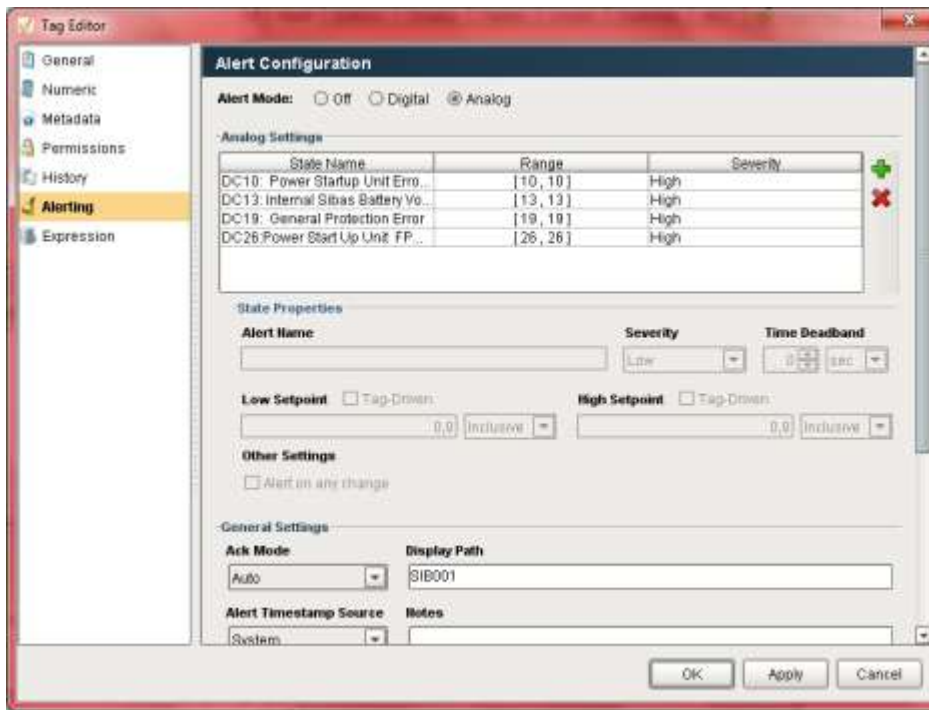 Tag Editor
General
Numeric
Metadata
Permissions
History
Alerting
Expression
Alert Configuration
Alert Mode: Off Digital Analog
Analog Settings
State Name Range Severity
DC10: Power Startup Unit Erro... [10, 10] High
DC13:Internal Sibas Battery Vo... [13, 13] High
DC19: General Protection Error [19, 19] High
DC26:Power Start Up Unit FP... [26, 26] High
State Properties
Alert Name Severity Time Deadband
Low 0 sec
Low Setpoint Tag-Driven High Setpoint Tag-Driven
0,0 Inclusive 0,0 Inclusive
Other Settings
Alert on any change
General Settings
Ack Mode Display Path
Auto SIB001
Alert Timestamp Source Notes
System
OK Apply Cancel